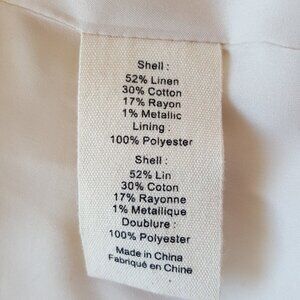 Shell :
52% Linen
30% Cotton
17% Rayon
1% Metallic
Lining :
100% Polyester
Shell :
52% Lin
30% Coton
17% Rayonne
1% Metailique
Doublure :
100% Polyester
Made in China
Fabriqué en Chine